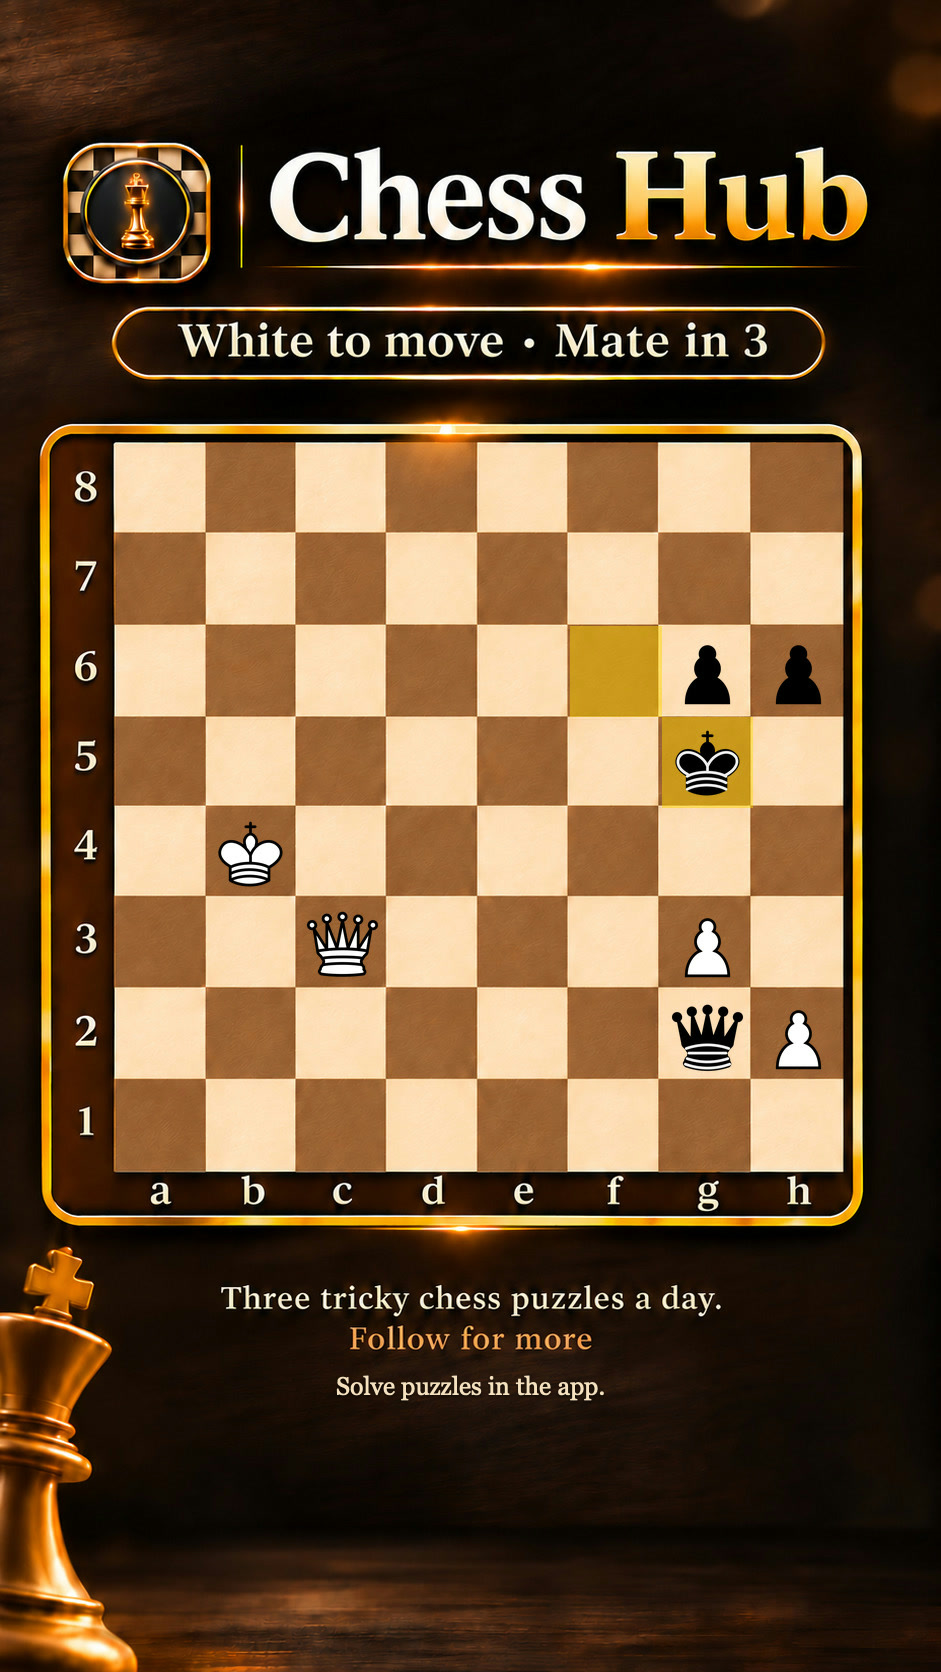 Chess Hub
White to move • Mate in 3
8
7
6
5
4
3
2
1
a b c d e f g h
Three tricky chess puzzles a day.
Follow for more
Solve puzzles in the app.